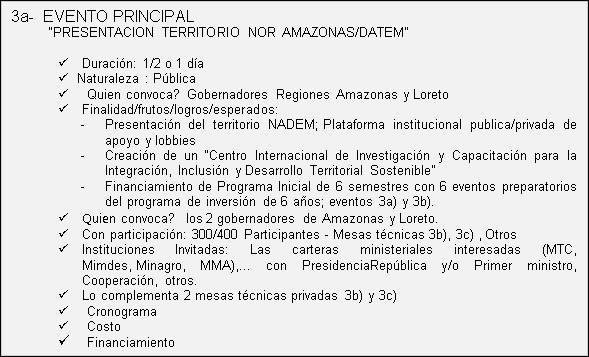 3a- EVENTO PRINCIPAL
"PRESENTACION TERRITORIO NOR AMAZONAS/DATEM"
✓ Duración: 1/2 o 1 día
✓ Naturaleza : Pública
✓ Quien convoca? Gobernadores Regiones Amazonas y Loreto
✓ Finalidad/frutos/logros/esperados:
- Presentación del territorio NADEM; Plataforma institucional publica/privada de
apoyo y lobbies
- Creación de un "Centro Internacional de Investigación y Capacitación para la
Integración, Inclusión y Desarrollo Territorial Sostenible"
- Financiamiento de Programa Inicial de 6 semestres con 6 eventos preparatorios
del programa de inversión de 6 años; eventos 3a) y 3b).
✓ Quien convoca? los 2 gobernadores de Amazonas y Loreto.
✓ Con participación: 300/400 Participantes - Mesas técnicas 3b), 3c) , Otros
✓ Instituciones Invitadas: Las carteras ministeriales interesadas (MTC,
Mimdes, Minagro, MMA),... con PresidenciaRepública y/o Primer ministro,
Cooperación, otros.
✓ Lo complementa 2 mesas técnicas privadas 3b) y 3c)
✓ Cronograma
✓ Costo
✓ Financiamiento